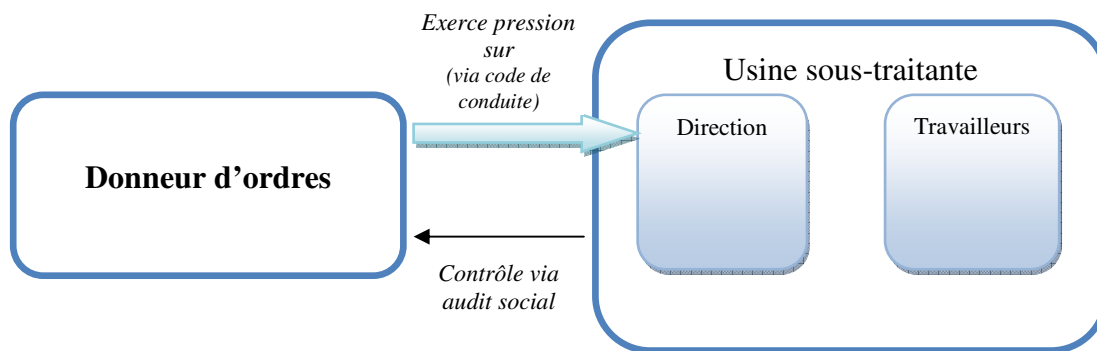 Exerce pression
sur
(via code de
conduite)
Usine sous-traitante
Direction
Travailleurs
Donneur d’ordres
Contrôle via
audit social